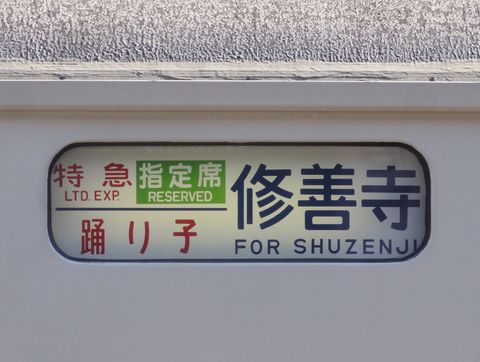 特急
LTD. EXP.
指定席
RESERVED
踊り子
修善寺
FOR SHUZENJI